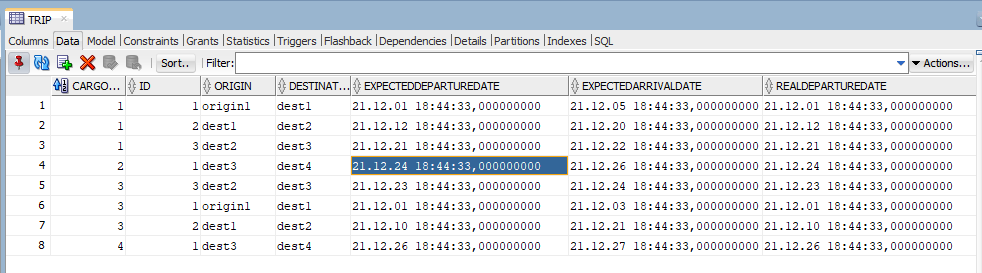 TRIP
Columns Data Model Constraints Grants Statistics Triggers Flashback Dependencies Details Partitions Indexes SQL
Sort.. Filter: Actions...
CARGO... ID ORIGIN DESTINAT... EXPECTEDDEPARTUREDATE EXPECTEDARRIVALDATE REALDEPARTUREDATE
1 1 1 origin1 dest1 21.12.01 18:44:33,000000000 21.12.05 18:44:33,000000000 21.12.01 18:44:33,000000000
2 1 2 dest1 dest2 21.12.12 18:44:33,000000000 21.12.20 18:44:33,000000000 21.12.12 18:44:33,000000000
3 1 3 dest2 dest3 21.12.21 18:44:33,000000000 21.12.22 18:44:33,000000000 21.12.21 18:44:33,000000000
4 2 1 dest3 dest4 21.12.24 18:44:33,000000000 21.12.26 18:44:33,000000000 21.12.24 18:44:33,000000000
5 3 3 dest2 dest3 21.12.23 18:44:33,000000000 21.12.24 18:44:33,000000000 21.12.23 18:44:33,000000000
6 3 1 origin1 dest1 21.12.01 18:44:33,000000000 21.12.03 18:44:33,000000000 21.12.01 18:44:33,000000000
7 3 2 dest1 dest2 21.12.10 18:44:33,000000000 21.12.21 18:44:33,000000000 21.12.10 18:44:33,000000000
8 4 1 dest3 dest4 21.12.26 18:44:33,000000000 21.12.27 18:44:33,000000000 21.12.26 18:44:33,000000000